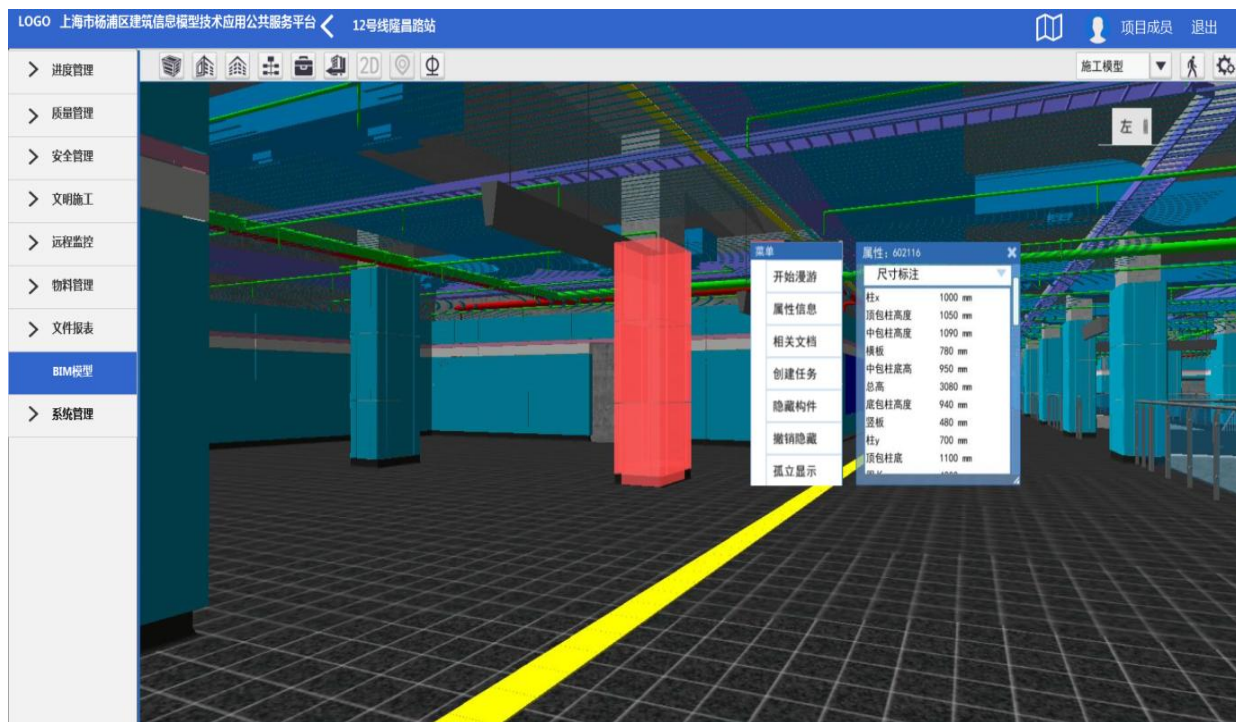 LOGO 上海市杨浦区建筑信息模型技术应用公共服务平台 12号线隆昌路站 项目成员 退出
2D 施工模型
进度管理
质量管理
安全管理
文明施工
远程监控
物料管理
文件报表
BIM模型
系统管理
左
菜单
开始漫游
属性信息
相关文档
创建任务
隐藏构件
撤销隐藏
孤立显示
属性: 602116
尺寸标注
柱x 1000 mm
顶包柱高度 1050 mm
中包柱高度 1090 mm
横板 780 mm
中包柱底高 950 mm
总高 3080 mm
底包柱高度 940 mm
竖板 480 mm
柱y 700 mm
顶包柱底 1100 mm